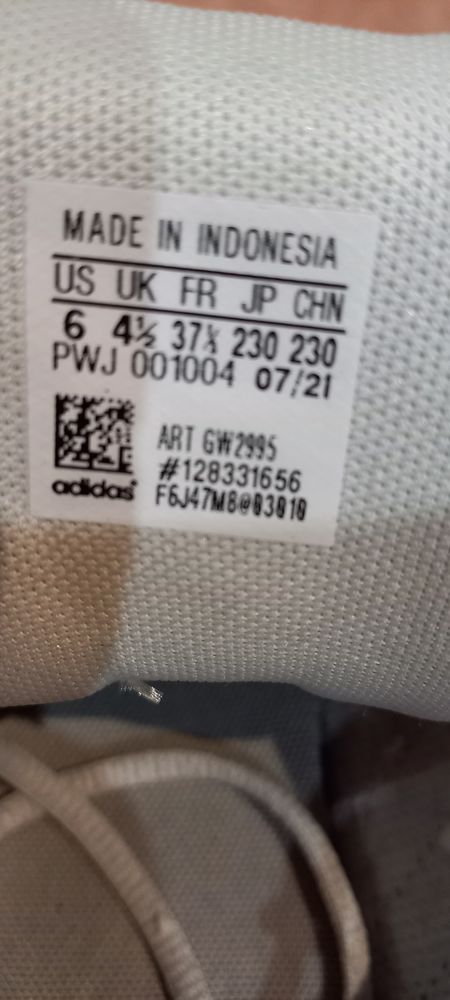 MADE IN INDONESIA
US UK FR JP CHN
6 4½ 37⅓ 230 230
PWJ 001004 07/21
ART GW2995
#128331656
adidas F6J47M8@03010